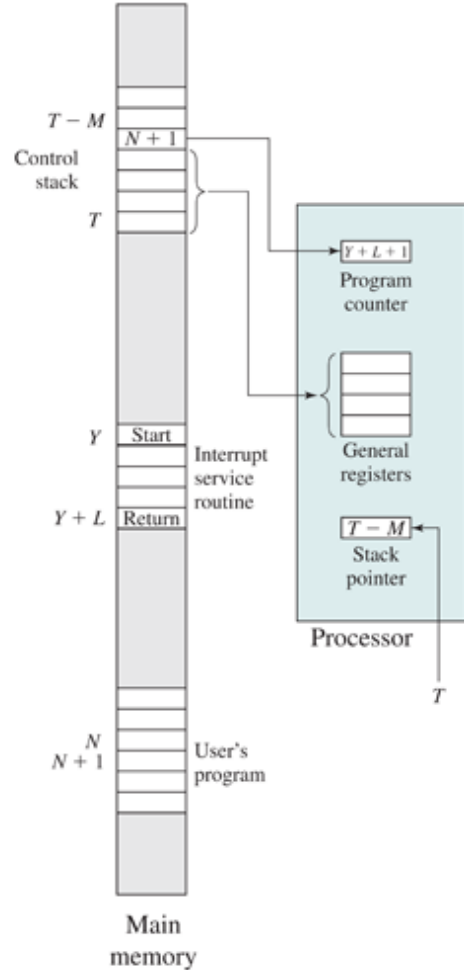 T − M
N + 1
Control
stack
T
Y + L + 1
Program
counter
Y
Start
Interrupt
service
routine
General
registers
Y + L
Return
T − M
Stack
pointer
Processor
T
N
N + 1
User's
program
Main
memory